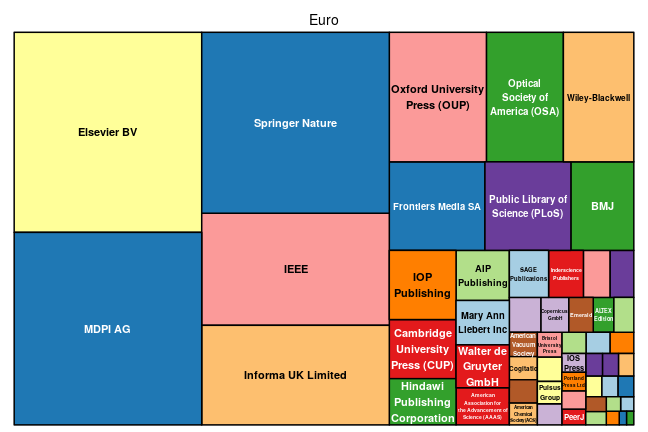 Euro
Elsevier BV
MDPI AG
Springer Nature
IEEE
Informa UK Limited
Oxford University
Press (OUP)
Optical
Society of
America (OSA)
Wiley-Blackwell
Frontiers Media SA
Public Library of
Science (PLoS)
BMJ
IOP
Publishing
Cambridge
University
Press (CUP)
Hindawi
Publishing
Corporation
AIP
Publishing
Mary Ann
Liebert Inc
Walter de
Gruyter
GmbH
American
Association for
the Advancement of
Science (AAAS)
SAGE
Publications
Inderscience
Publishers
Copernicus
GmbH
Emerald
ALTEX
Edition
American
Vacuum
Society
Bristol
University
Press
Cogitatio
IOS
Press
Pulsus
Group
Portland
Press Ltd.
American
Chemical
Society (ACS)
PeerJ